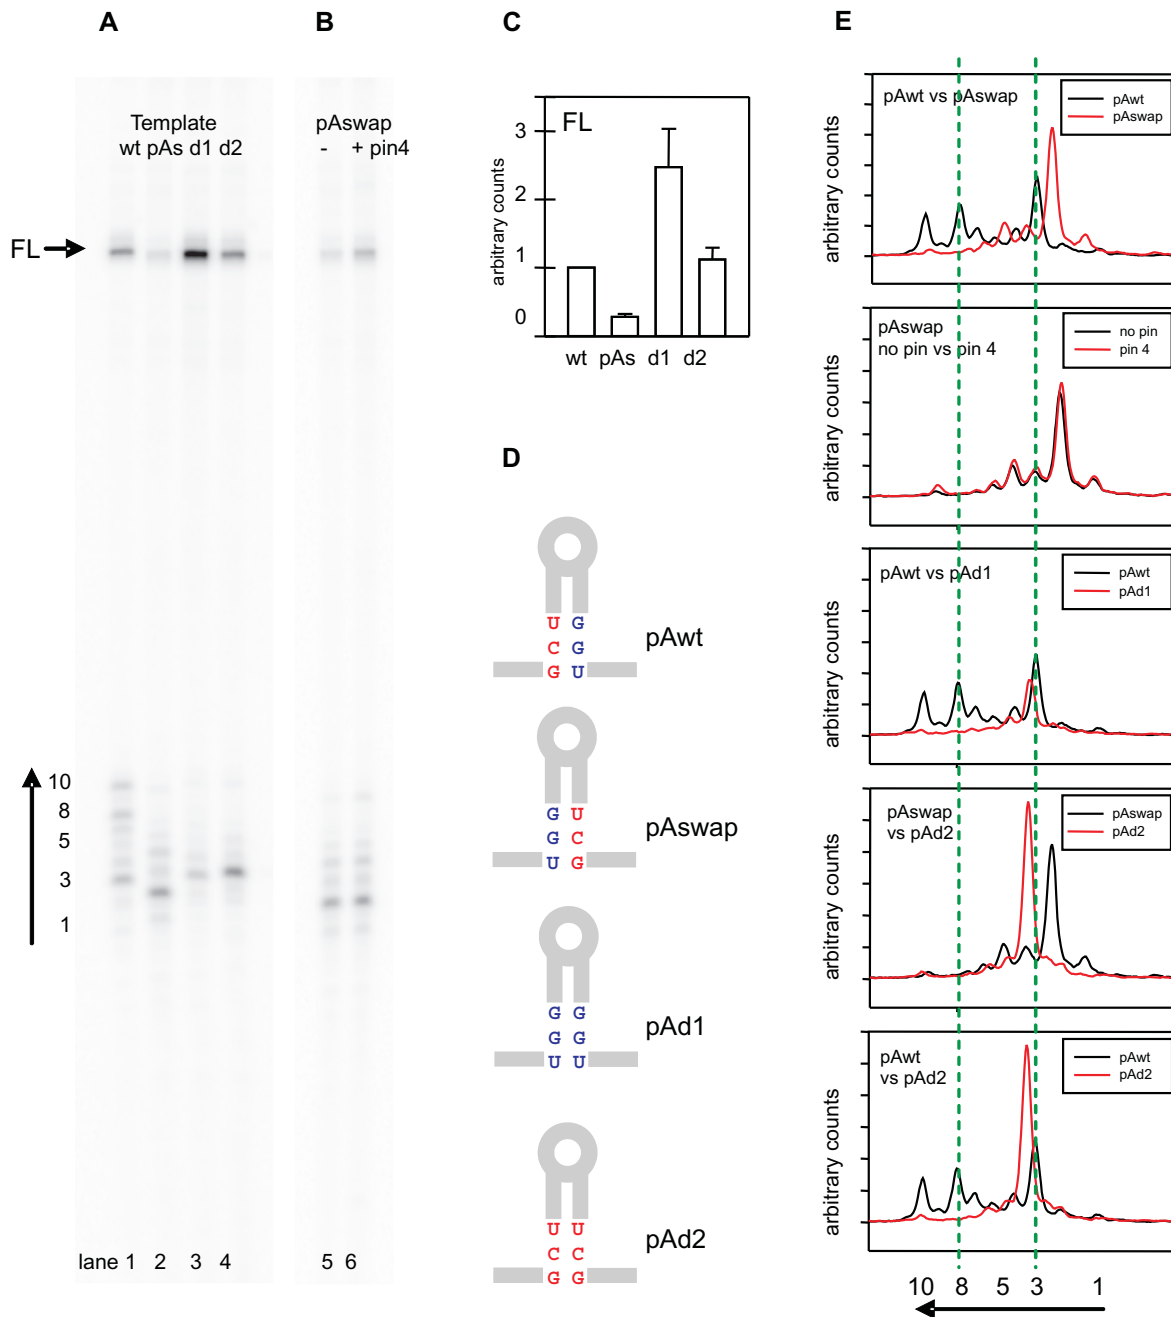 A
Template
wt pAs d1 d2
FL
10
8
5
3
1
lane 1 2 3 4
B
pAswap
- + pin4
5 6
C
FL
arbitrary counts
3
2
1
0
wt pAs d1 d2
D
U G
C G
G U
pAwt
G U
G C
U G
pAswap
G G
G G
U U
pAd1
U U
C C
G G
pAd2
E
pAwt vs pAswap
pAwt
pAswap
arbitrary counts
pAswap
no pin vs pin 4
no pin
pin 4
arbitrary counts
pAwt vs pAd1
pAwt
pAd1
arbitrary counts
pAswap
vs pAd2
pAswap
pAd2
arbitrary counts
pAwt
vs pAd2
pAwt
pAd2
arbitrary counts
10 8 5 3 1